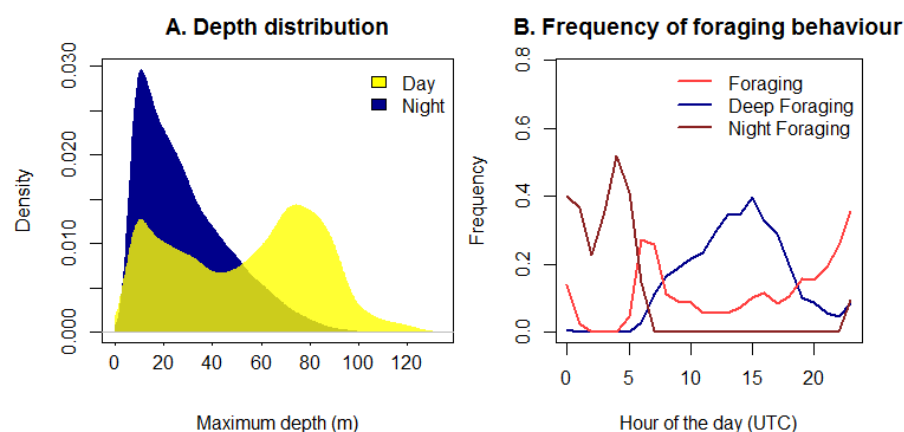 A. Depth distribution
0.030
0.020
0.010
0.000
Density
Day
Night
0 20 40 60 80 100 120
Maximum depth (m)
B. Frequency of foraging behaviour
0.8
0.6
0.4
0.2
0.0
Frequency
Foraging
Deep Foraging
Night Foraging
0 5 10 15 20
Hour of the day (UTC)